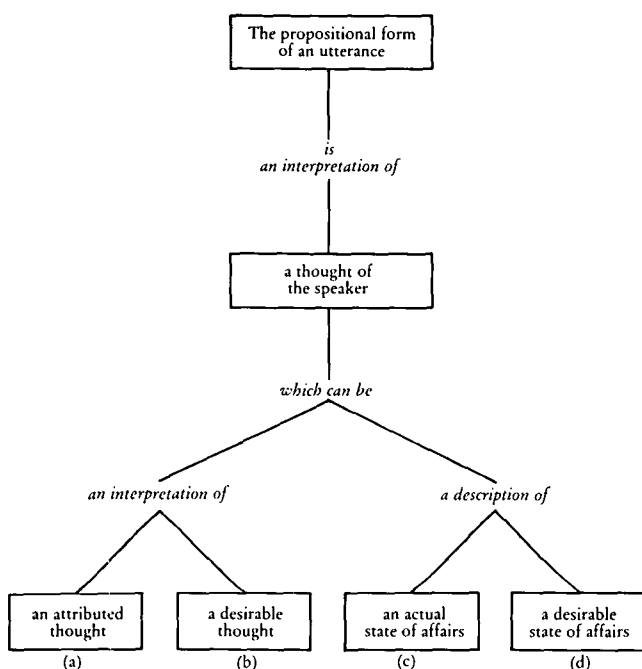 The propositional form
of an utterance
is
an interpretation of
a thought of
the speaker
which can be
an interpretation of
a description of
an attributed
thought
a desirable
thought
an actual
state of affairs
a desirable
state of affairs
(a)
(b)
(c)
(d)